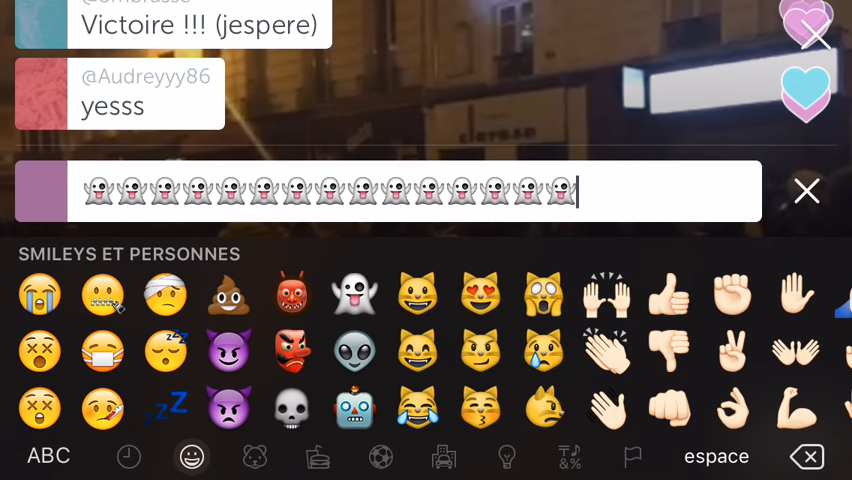 Victoire !!! (jespere)
@Audreyyy86
yesss
👻👻👻👻👻👻👻👻👻👻👻👻👻👻👻
SMILEYS ET PERSONNES
ABC
espace